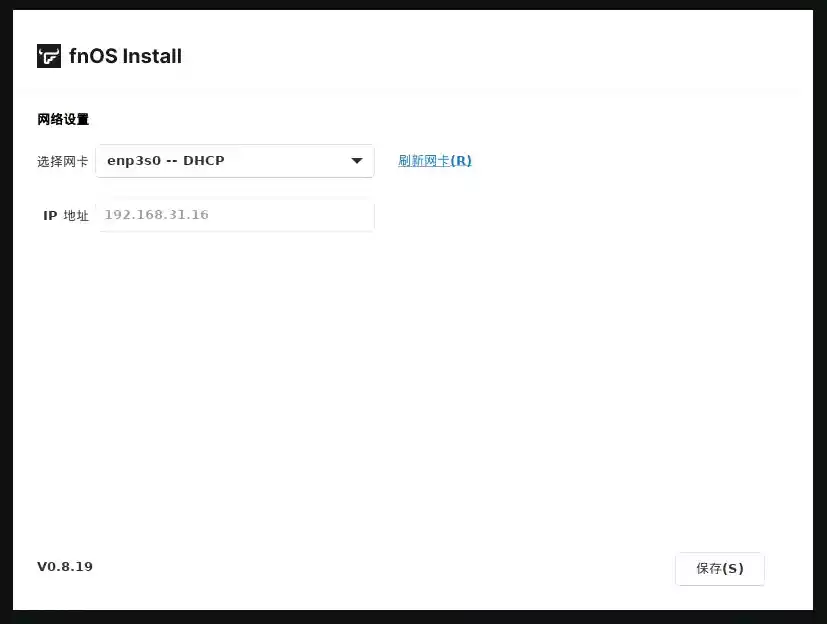 fnOS Install
网络设置
选择网卡 enp3s0 -- DHCP 刷新网卡(R)
IP 地址 192.168.31.16
V0.8.19 保存(S)